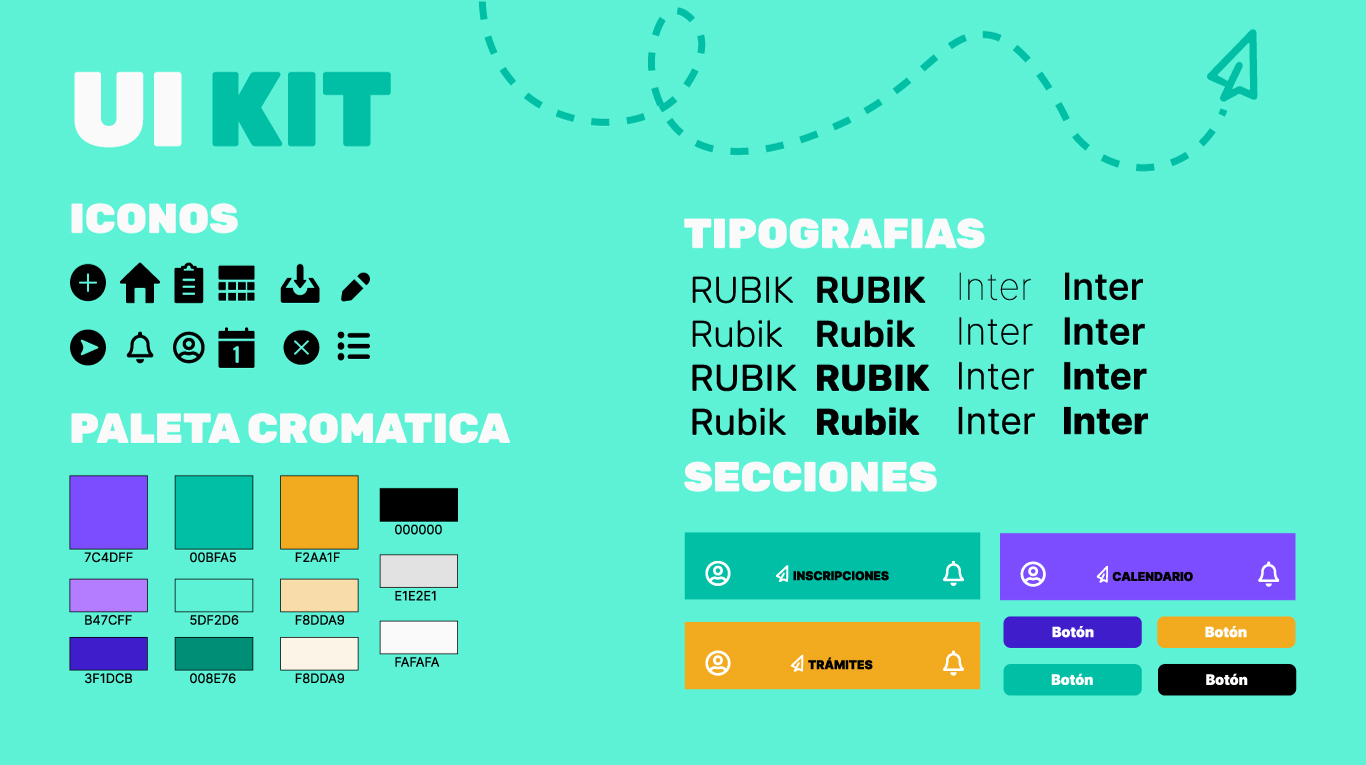 UI KIT
ICONOS
1
PALETA CROMATICA
7C4DFF 00BFA5 F2AA1F 000000
B47CFF 5DF2D6 F8DDA9 E1E2E1
3F1DCB 008E76 F8DDA9 FAFAFA
TIPOGRAFIAS
RUBIK RUBIK Inter Inter
Rubik Rubik Inter Inter
RUBIK RUBIK Inter Inter
Rubik Rubik Inter Inter
SECCIONES
INSCRIPCIONES CALENDARIO
TRÁMITES
Botón Botón
Botón Botón